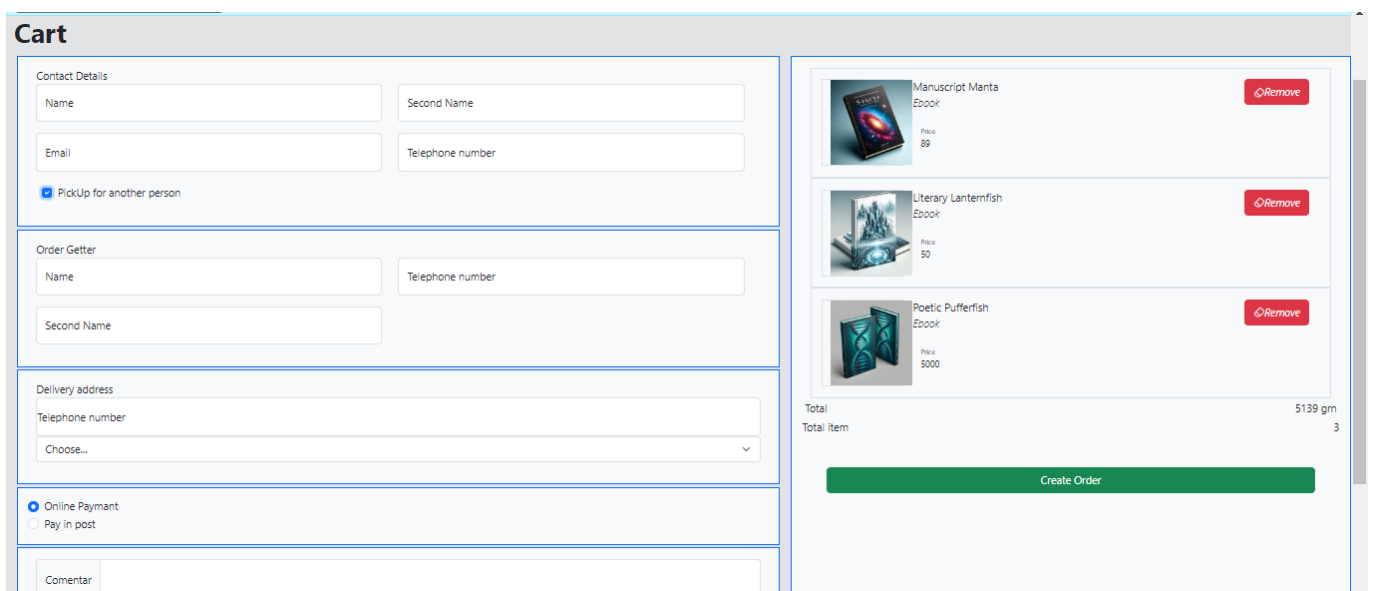 Cart
Contact Details
Name
Second Name
Email
Telephone number
PickUp for another person
Order Getter
Name
Telephone number
Second Name
Delivery address
Telephone number
Choose...
Online Paymant
Pay in post
Comentar
Manuscript Manta
Ebook
Price
89
Remove
Literary Lanternfish
Ebook
Price
50
Remove
Poetic Pufferfish
Ebook
Price
5000
Remove
Total 5139 grn
Total item 3
Create Order